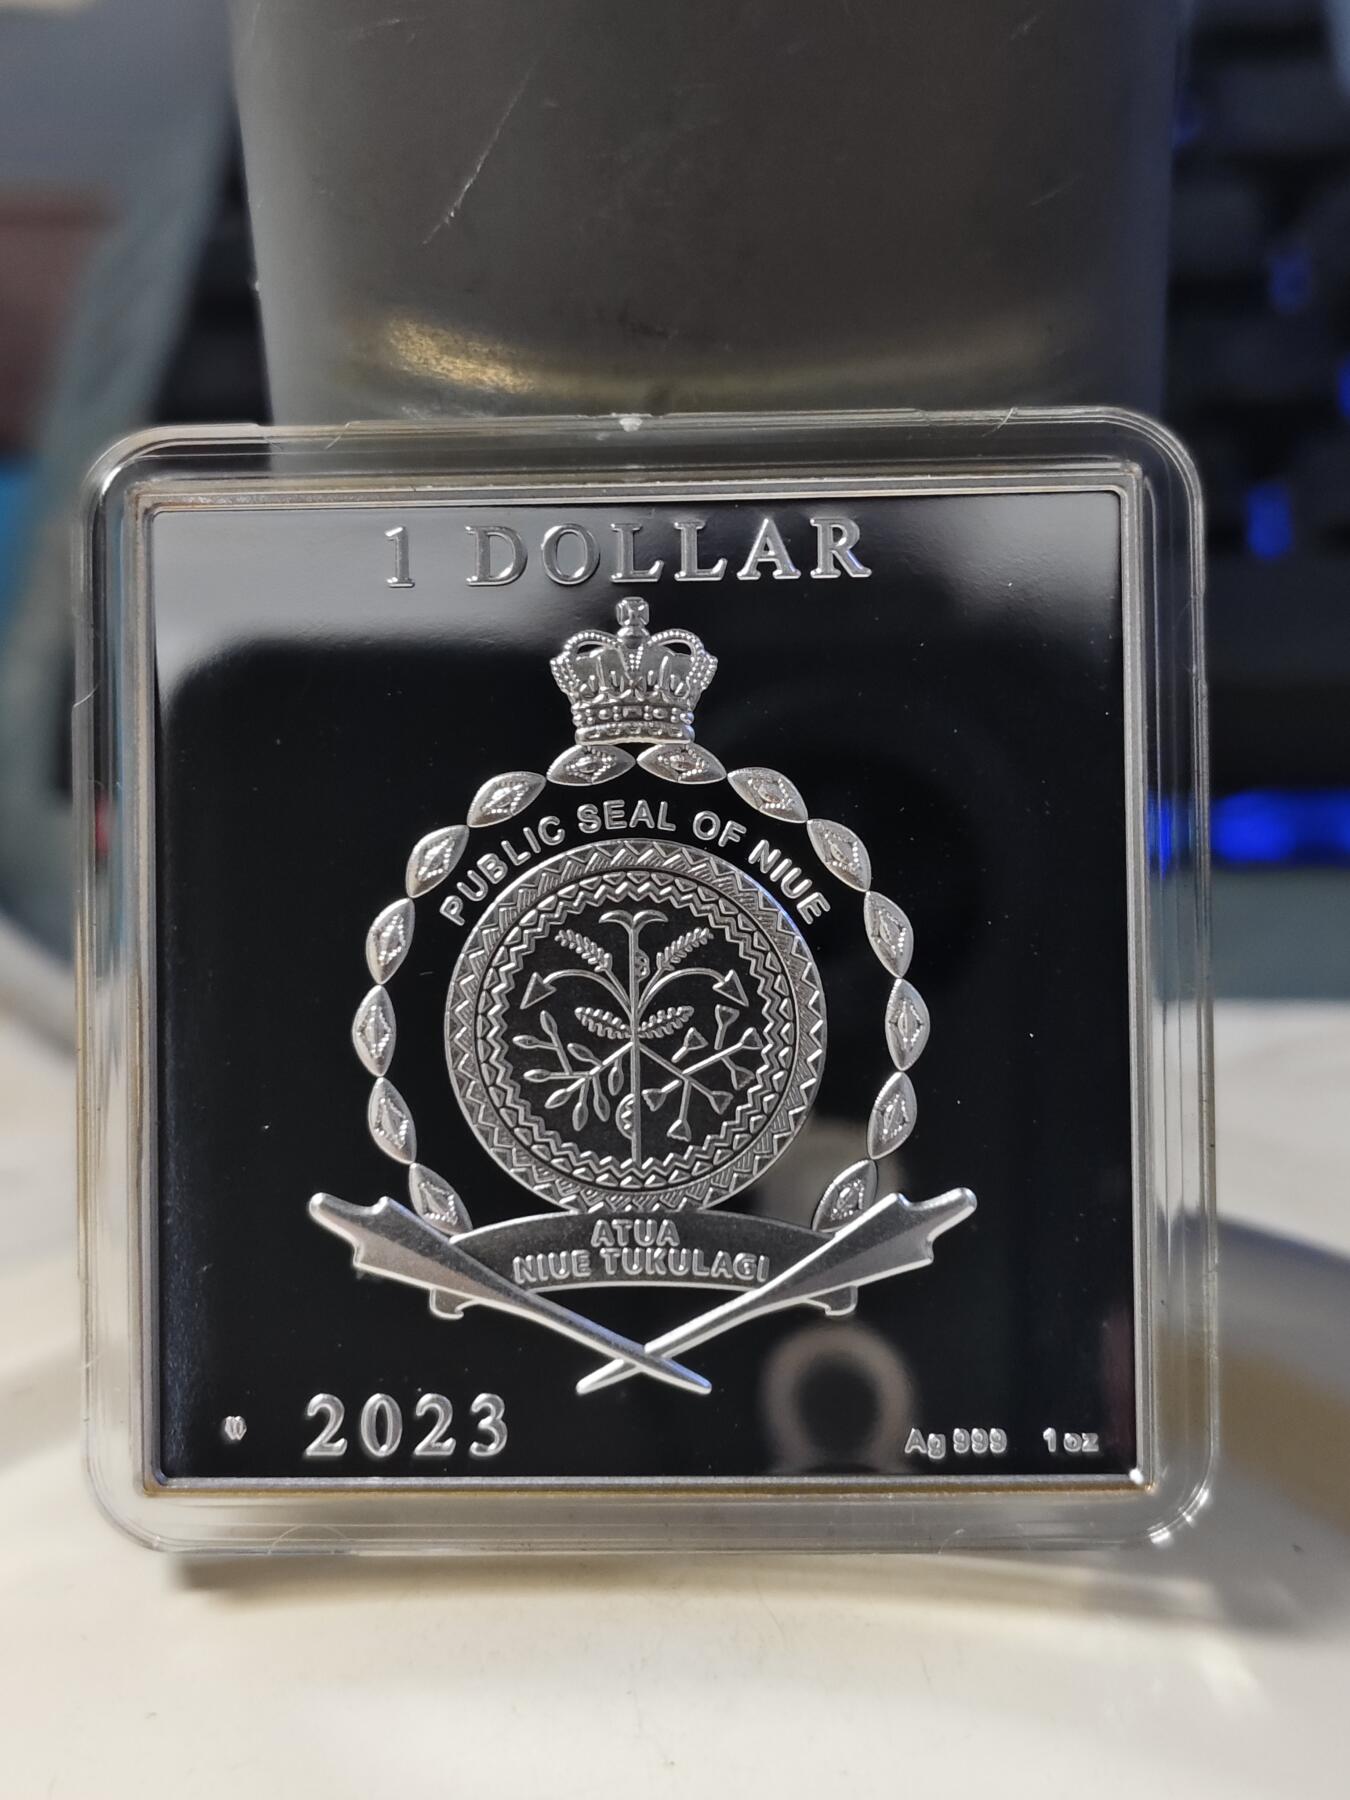 1 DOLLAR
PUBLIC SEAL OF NIUE
ATUA
NIUE TUKULAGI
2023
Ag 999 1 oz